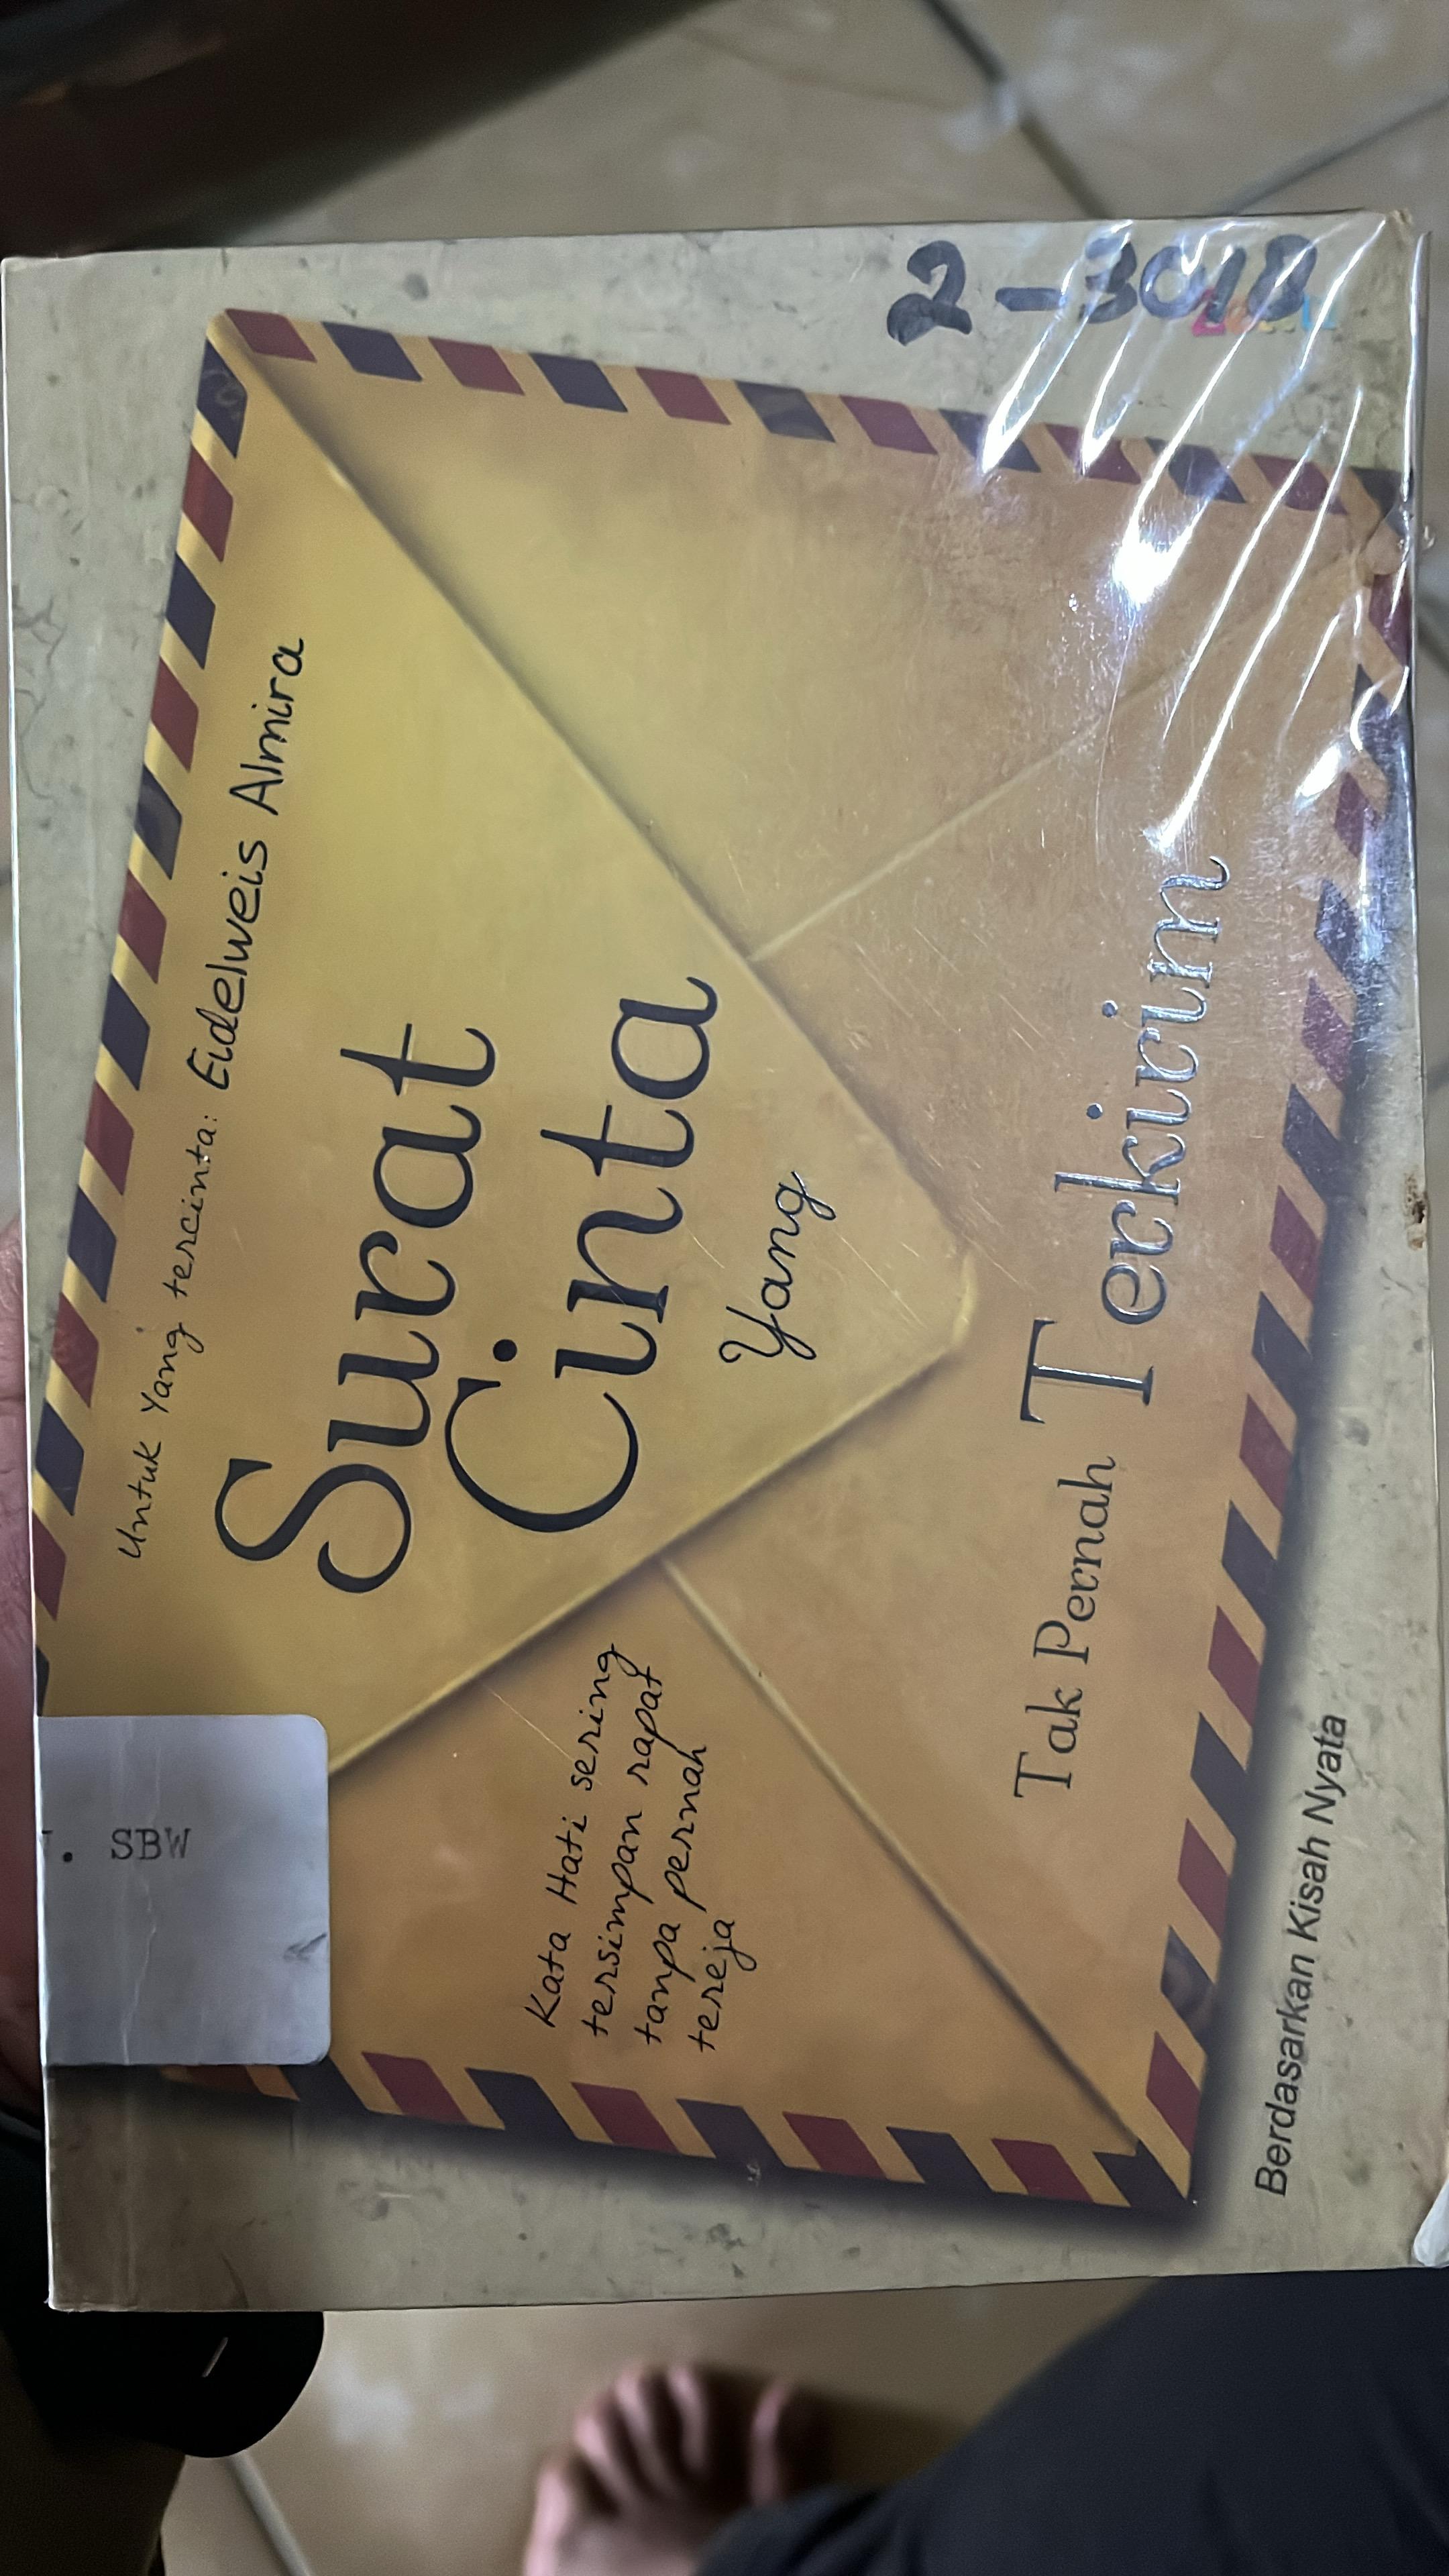 2-3018
Untuk Yang tercinta: Eidelweis Almira
Surat
Cinta
Yang
Kata Hati sering
tersimpan rapat
tanpa pernah
tereja
Tak Pernah Terkirim
Berdasarkan Kisah Nyata
. SBW